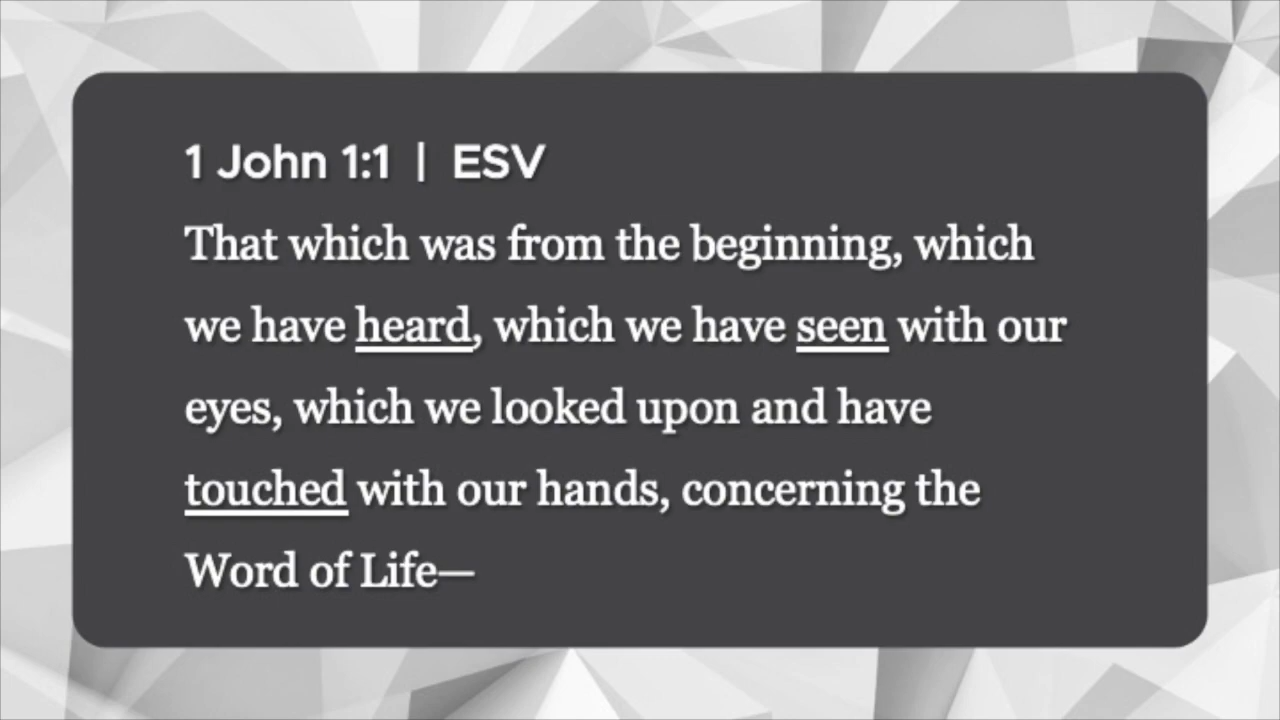 1 John 1:1 | ESV
That which was from the beginning, which
we have heard, which we have seen with our
eyes, which we looked upon and have
touched with our hands, concerning the
Word of Life—